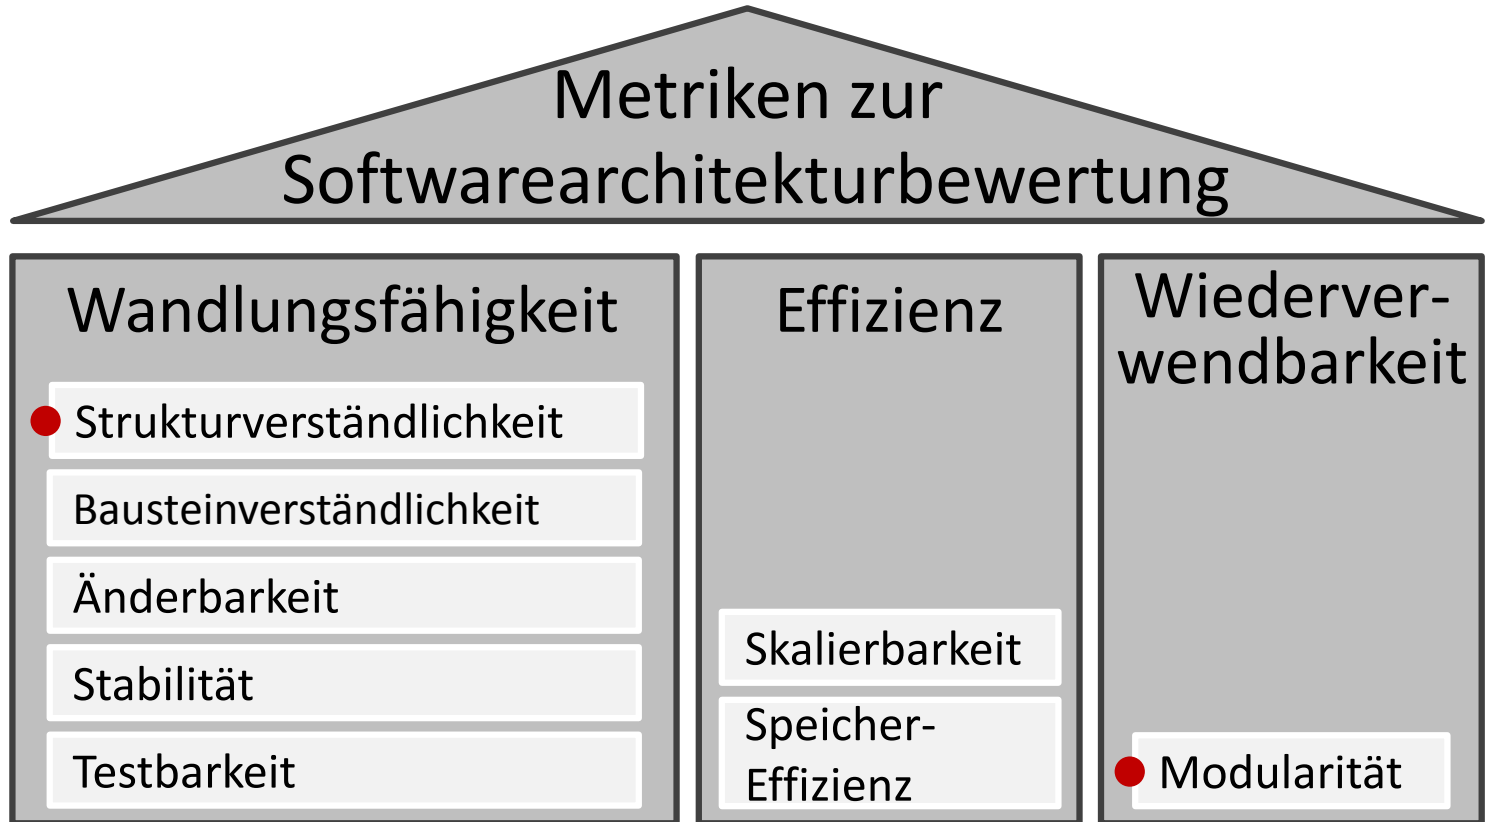 Metriken zur
Softwarearchitekturbewertung
Wandlungsfähigkeit
Strukturverständlichkeit
Bausteinverständlichkeit
Änderbarkeit
Stabilität
Testbarkeit
Effizienz
Skalierbarkeit
Speicher-
Effizienz
Wiederver-
wendbarkeit
Modularität